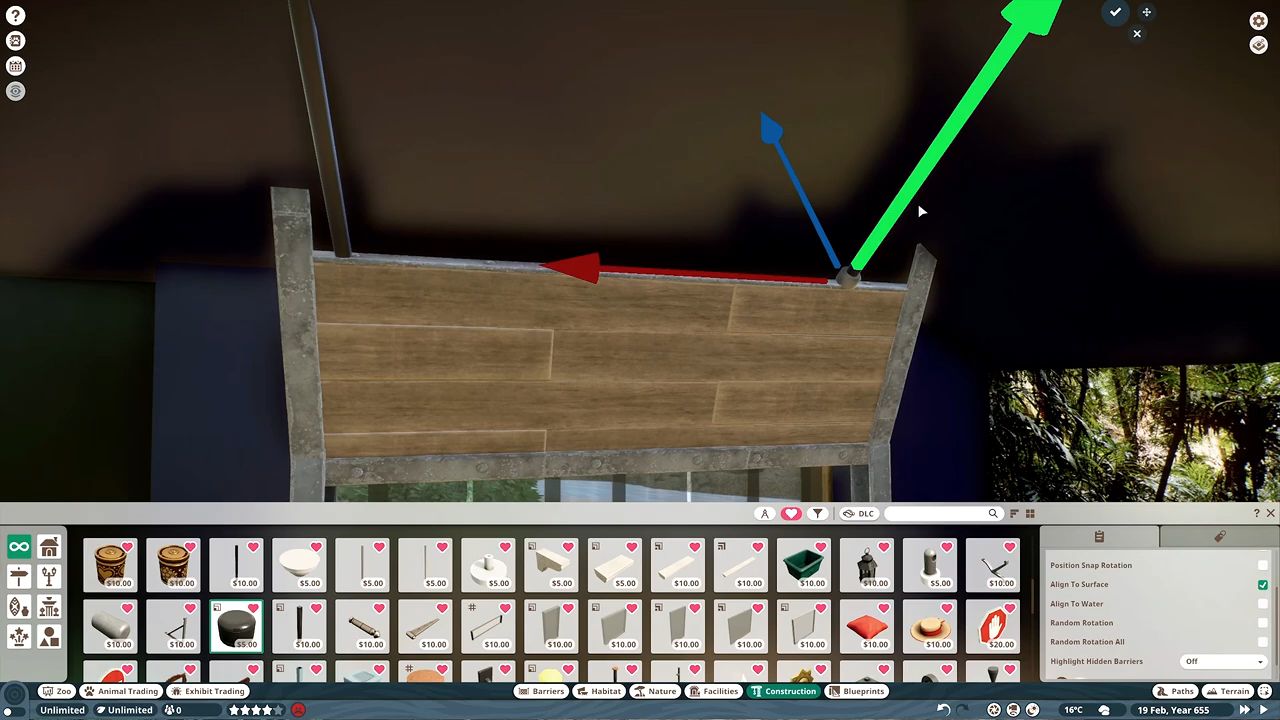 ?
DLC
? ×
$10.00 $10.00 $10.00 $5.00 $5.00 $5.00 $5.00 $5.00 $5.00 $10.00 $10.00 $10.00 $10.00 $5.00 $10.00
Position Snap Rotation
Align To Surface
Align To Water
$10.00 $10.00 $5.00 $10.00 $10.00 $10.00 $10.00 $10.00 $10.00 $10.00 $10.00 $10.00 $10.00 $10.00 $20.00
Random Rotation
Random Rotation All
Highlight Hidden Barriers Off
Zoo Animal Trading Exhibit Trading Barriers Habitat Nature Facilities Construction Blueprints Paths Terrain
Unlimited Unlimited 0 16°C 19 Feb, Year 655